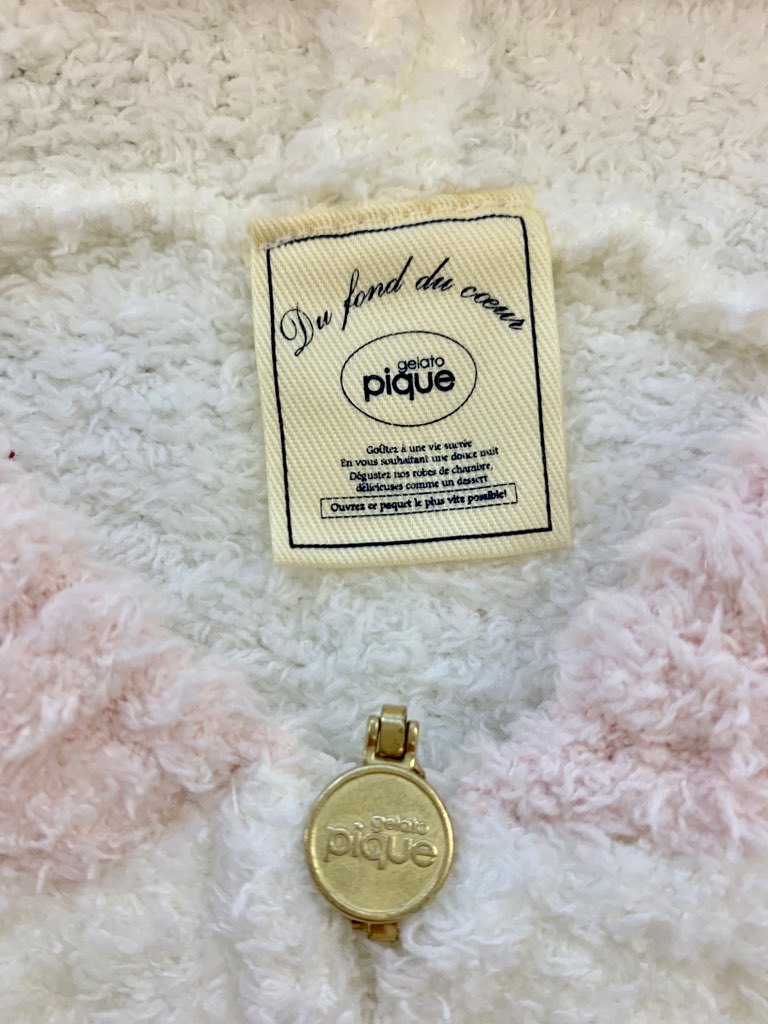 Du fond du cœur
gelato
pique
Goûtez à une vie sucrée
En vous souhaitant une douce nuit
Dégustez nos robes de chambre,
délicieuses comme un dessert
Ouvrez ce paquet le plus vite possible!
gelato
pique